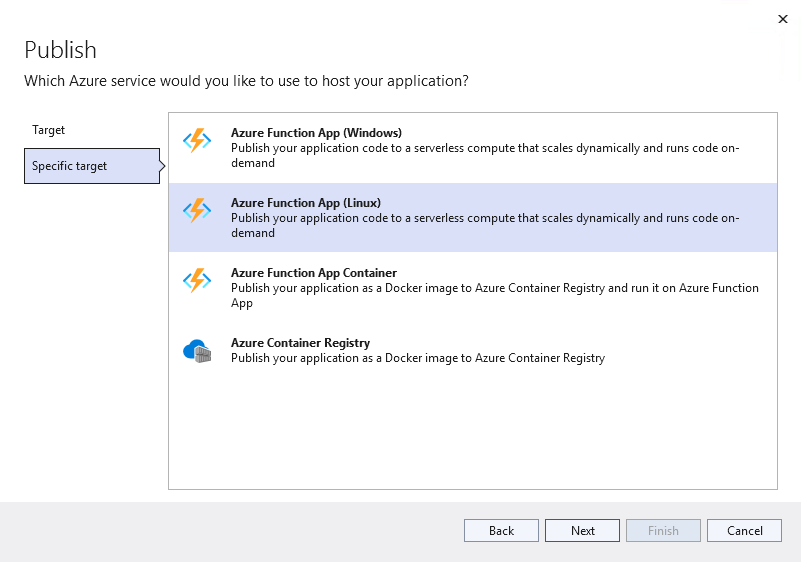 Publish
Which Azure service would you like to use to host your application?
Target
Specific target
Azure Function App (Windows)
Publish your application code to a serverless compute that scales dynamically and runs code on-
demand
Azure Function App (Linux)
Publish your application code to a serverless compute that scales dynamically and runs code on-
demand
Azure Function App Container
Publish your application as a Docker image to Azure Container Registry and run it on Azure Function
App
Azure Container Registry
Publish your application as a Docker image to Azure Container Registry
Back
Next
Finish
Cancel